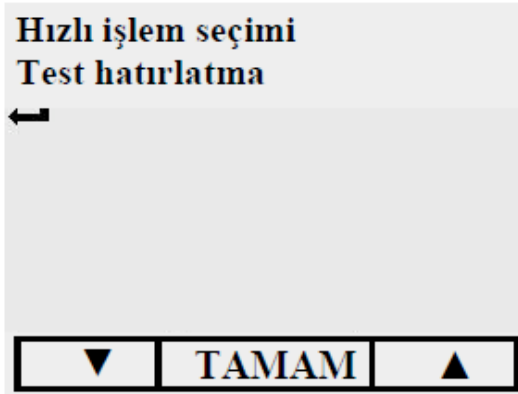 Hızlı işlem seçimi
Test hatırlatma
▼ TAMAM ▲